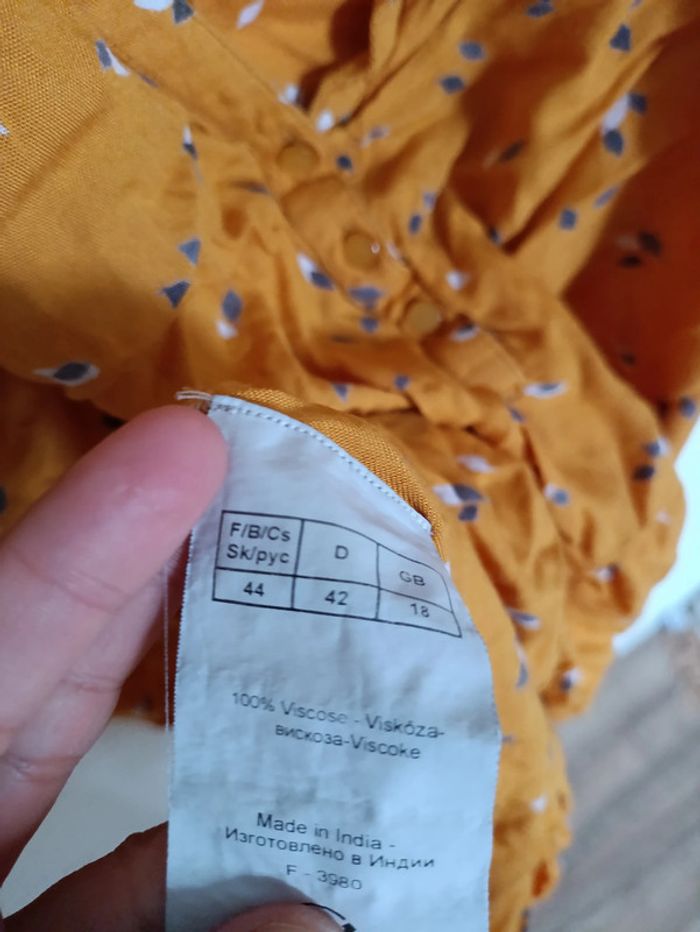 F/B/Cs D GB
Sk/рус
44 42 18
100% Viscose - Viskóza-
вискоза-Viscoke
Made in India -
Изготовлено в Индии
F - 3980